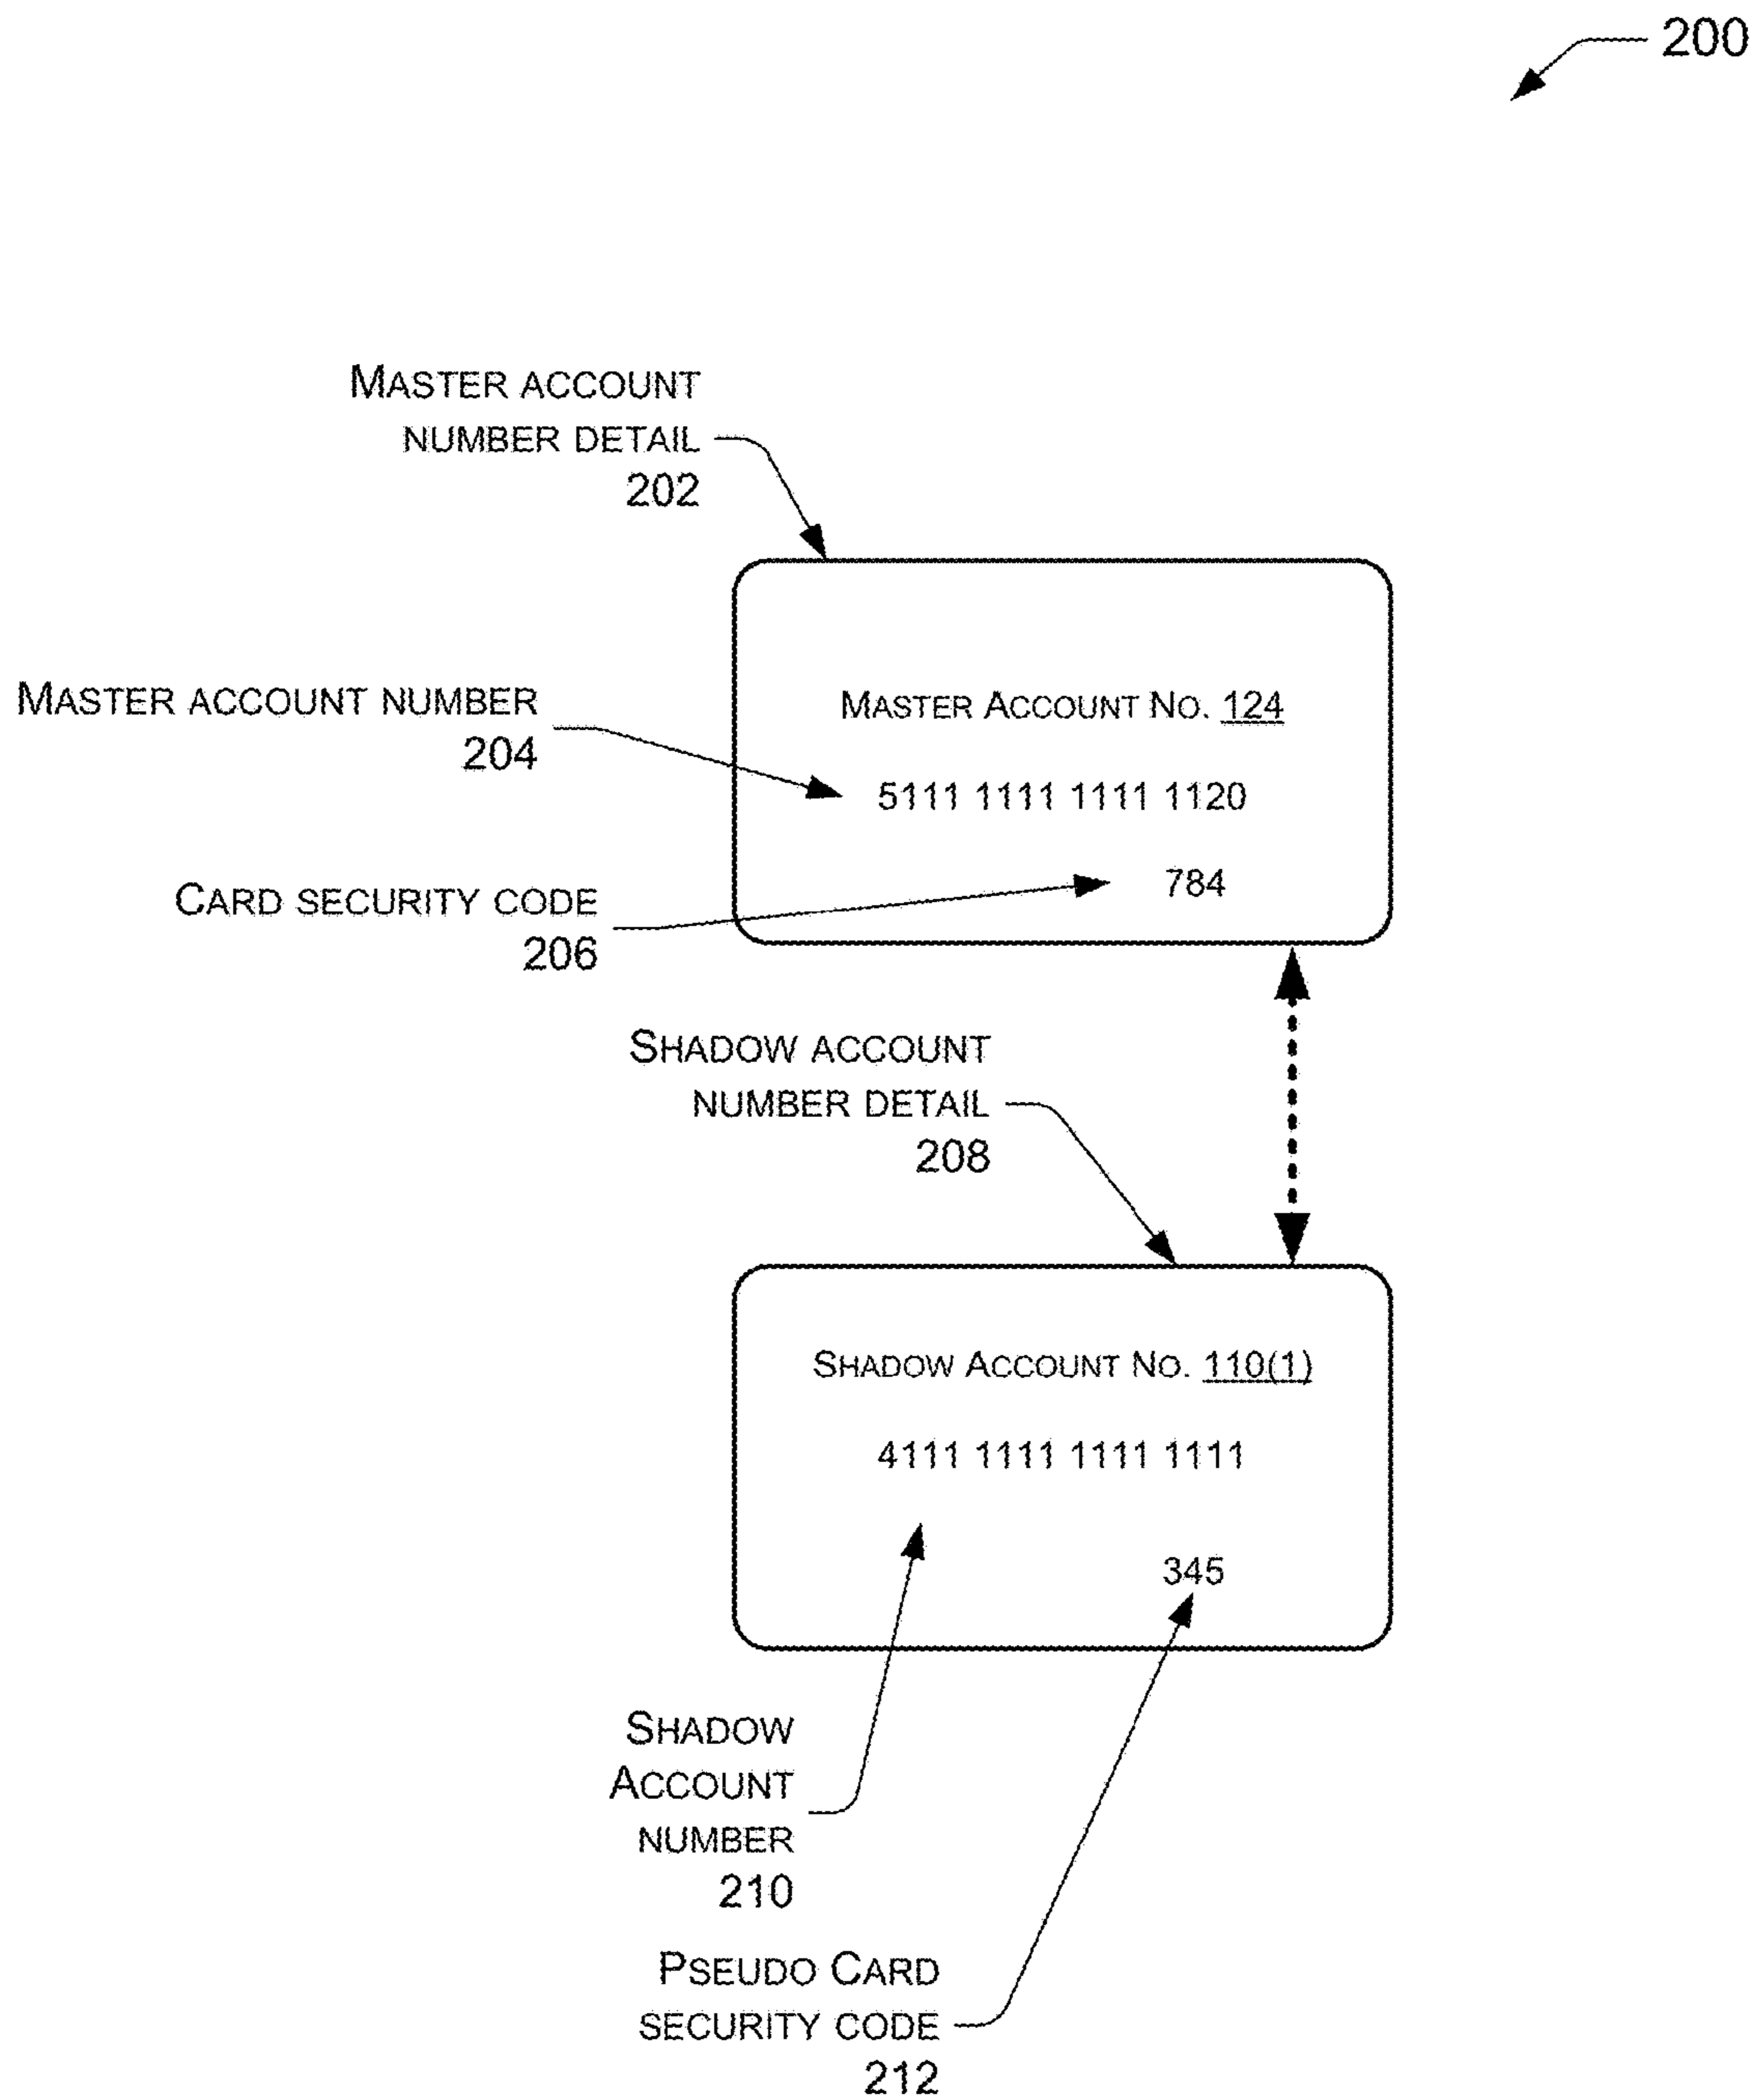 200
MASTER ACCOUNT
NUMBER DETAIL
202
MASTER ACCOUNT NUMBER
204
MASTER ACCOUNT NO. 124
5111 1111 1111 1120
CARD SECURITY CODE
206
784
SHADOW ACCOUNT
NUMBER DETAIL
208
SHADOW ACCOUNT NO. 110(1)
4111 1111 1111 1111
345
SHADOW
ACCOUNT
NUMBER
210
PSEUDO CARD
SECURITY CODE
212